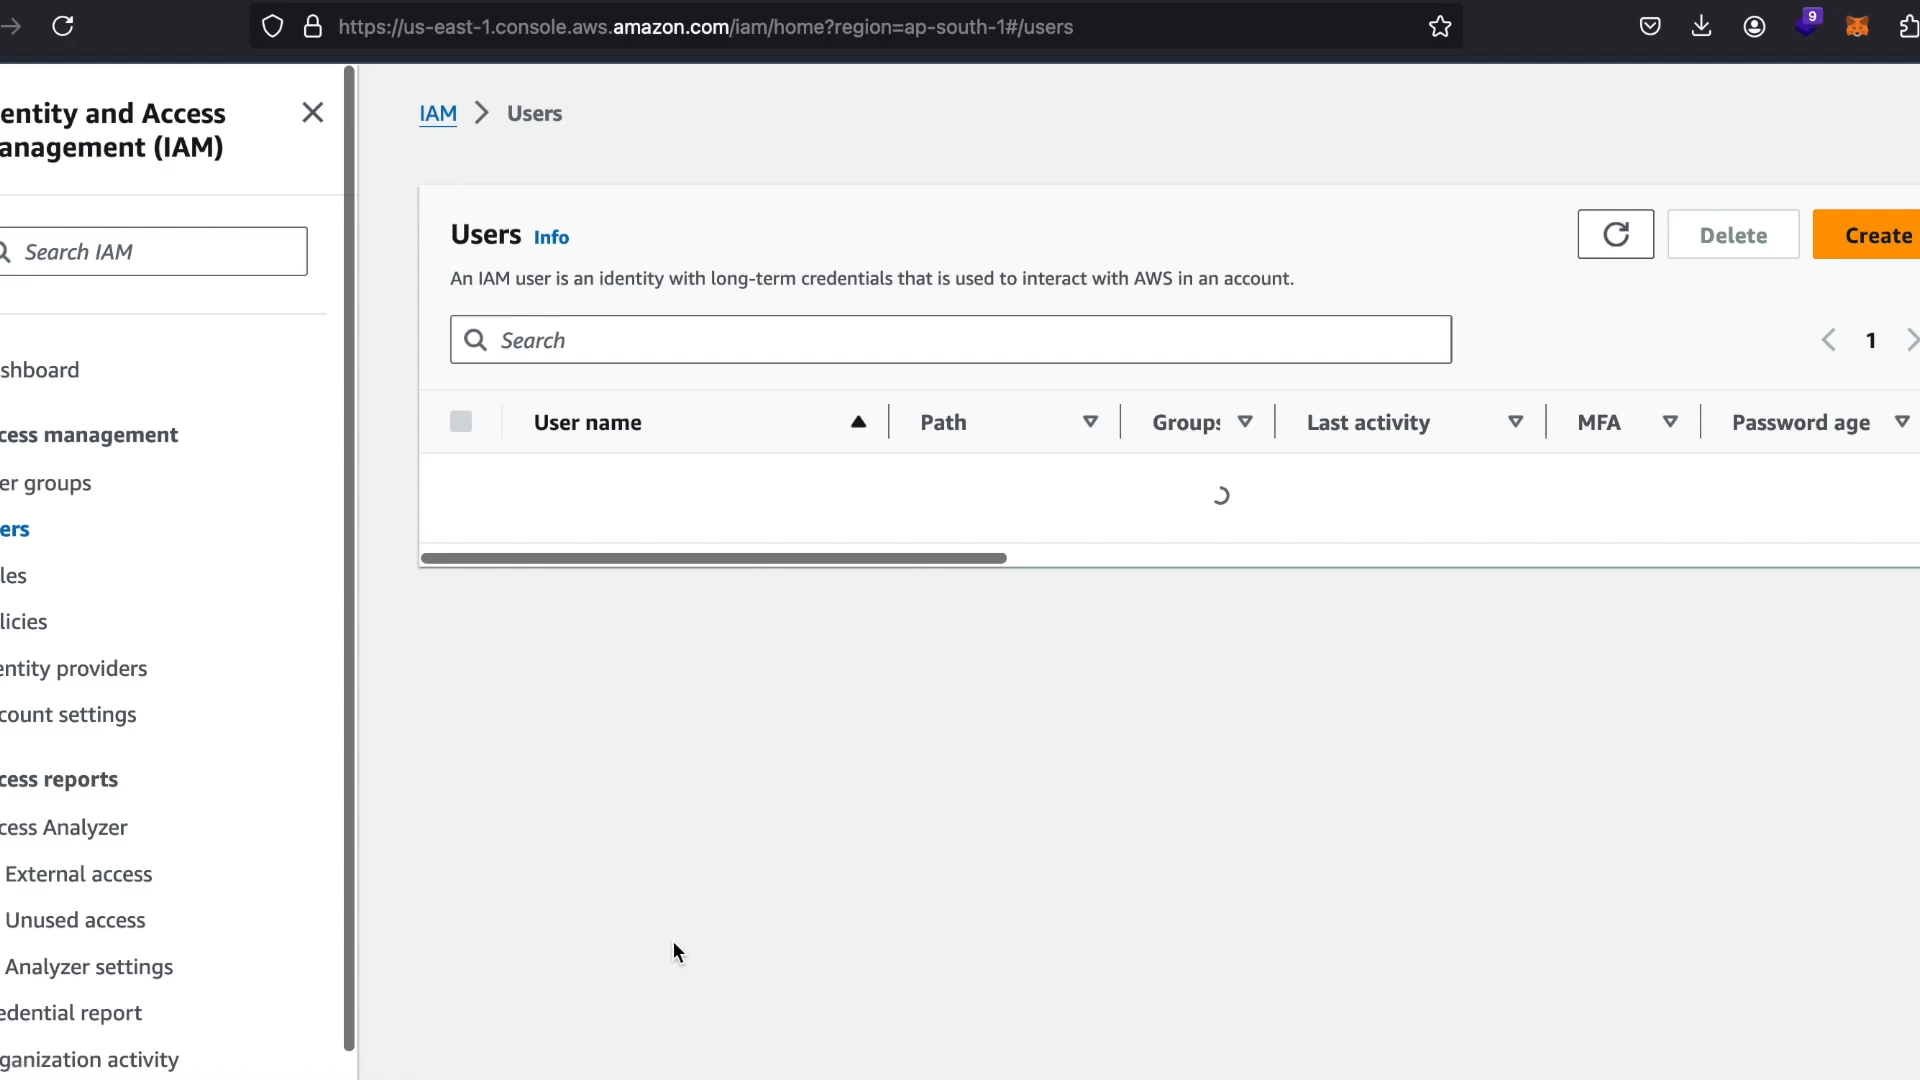 https://us-east-1.console.aws.amazon.com/iam/home?region=ap-south-1#/users
9
entity and Access
anagement (IAM)
Search IAM
shboard
cess management
er groups
ers
les
licies
entity providers
count settings
cess reports
cess Analyzer
External access
Unused access
Analyzer settings
edential report
ganization activity
IAM > Users
Users Info
Delete
Create
An IAM user is an identity with long-term credentials that is used to interact with AWS in an account.
Search
1
User name
Path
Groups
Last activity
MFA
Password age